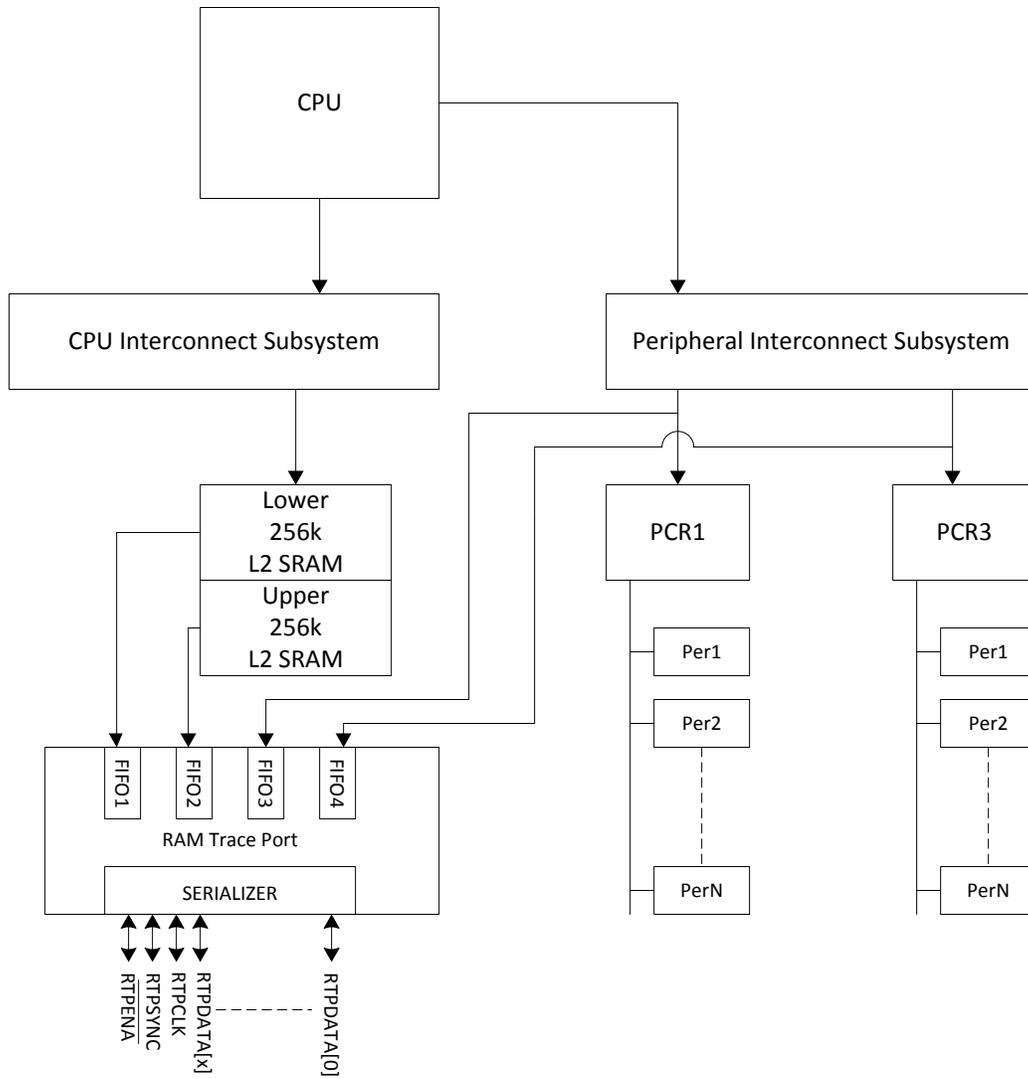 CPU
CPU Interconnect Subsystem
Peripheral Interconnect Subsystem
Lower
256k
L2 SRAM
Upper
256k
L2 SRAM
PCR1
PCR3
Per1
Per2
PerN
Per1
Per2
PerN
FIFO1
FIFO2
FIFO3
FIFO4
RAM Trace Port
SERIALIZER
RTPENA
RTPSYNC
RTPCLK
RTPDATA[x]
RTPDATA[0]